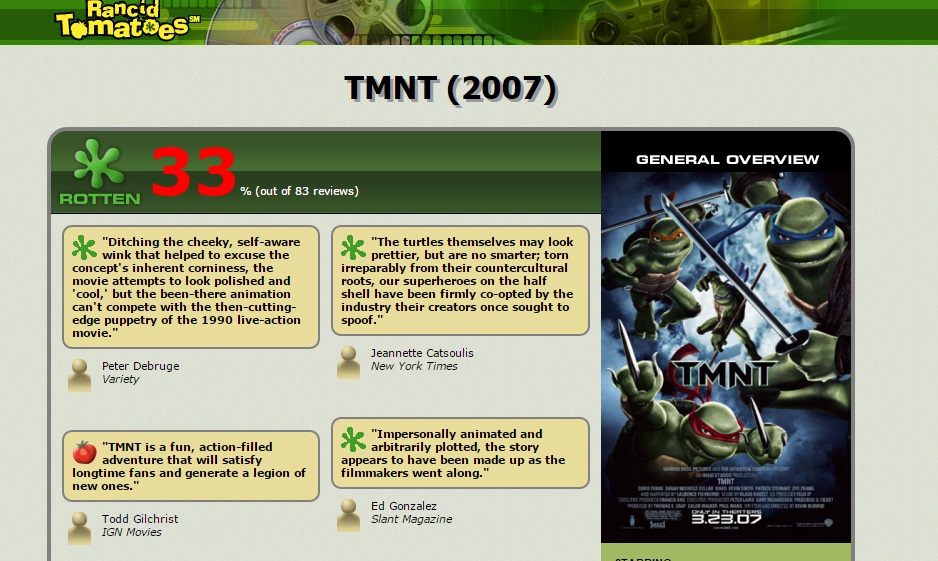 Rancid
Tomatoes SM
TMNT (2007)
GENERAL OVERVIEW
ROTTEN
33
% (out of 83 reviews)
"Ditching the cheeky, self-aware
wink that helped to excuse the
concept's inherent corniness, the
movie attempts to look polished and
'cool,' but the been-there animation
can't compete with the then-cutting-
edge puppetry of the 1990 live-action
movie."
Peter Debruge
Variety
"The turtles themselves may look
prettier, but are no smarter; torn
irreparably from their countercultural
roots, our superheroes on the half
shell have been firmly co-opted by the
industry their creators once sought to
spoof."
Jeannette Catsoulis
New York Times
"TMNT is a fun, action-filled
adventure that will satisfy
longtime fans and generate a legion of
new ones."
Todd Gilchrist
IGN Movies
"Impersonally animated and
arbitrarily plotted, the story
appears to have been made up as the
filmmakers went along."
Ed Gonzalez
Slant Magazine
TMNT
TMNT
ONLY IN THEATERS
3.23.07
STARRING